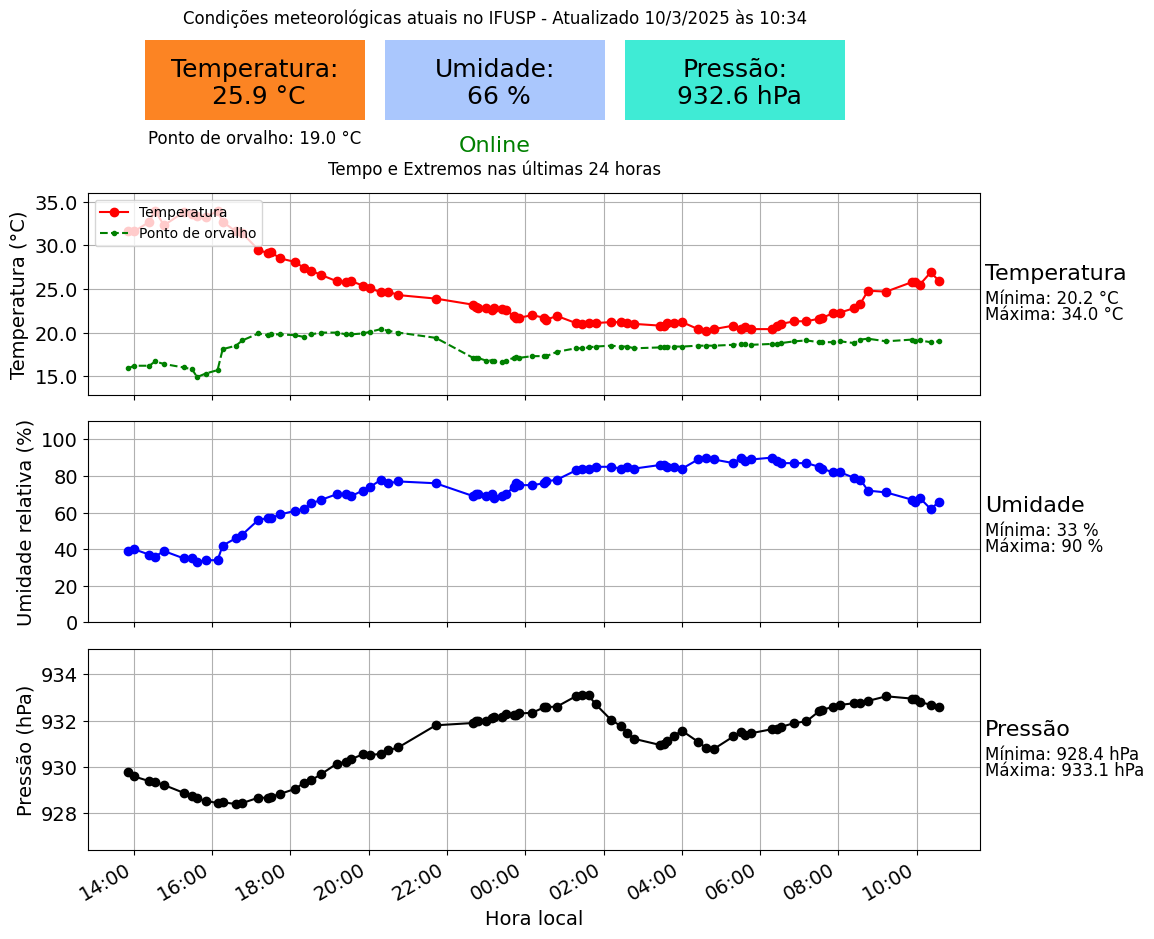 Condições meteorológicas atuais no IFUSP - Atualizado 10/3/2025 às 10:34
Temperatura:
25.9 °C
Umidade:
66 %
Pressão:
932.6 hPa
Ponto de orvalho: 19.0 °C
Online
Tempo e Extremos nas últimas 24 horas
Temperatura (°C)
35.0
30.0
25.0
20.0
15.0
Temperatura
Ponto de orvalho
Temperatura
Mínima: 20.2 °C
Máxima: 34.0 °C
Umidade relativa (%)
100
80
60
40
20
0
Umidade
Mínima: 33 %
Máxima: 90 %
Pressão (hPa)
934
932
930
928
Pressão
Mínima: 928.4 hPa
Máxima: 933.1 hPa
14:00 16:00 18:00 20:00 22:00 00:00 02:00 04:00 06:00 08:00 10:00
Hora local